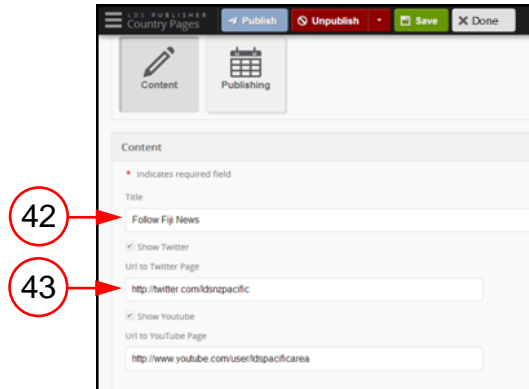 LDS PUBLISHER
Country Pages
Publish
Unpublish
Save
X Done
Content
Publishing
Content
* indicates required field
Title
42
Follow Fiji News
Show Twitter
Url to Twitter Page
43
http://twitter.com/ldsnzpacific
Show Youtube
Url to YouTube Page
http://www.youtube.com/user/ldspacificarea